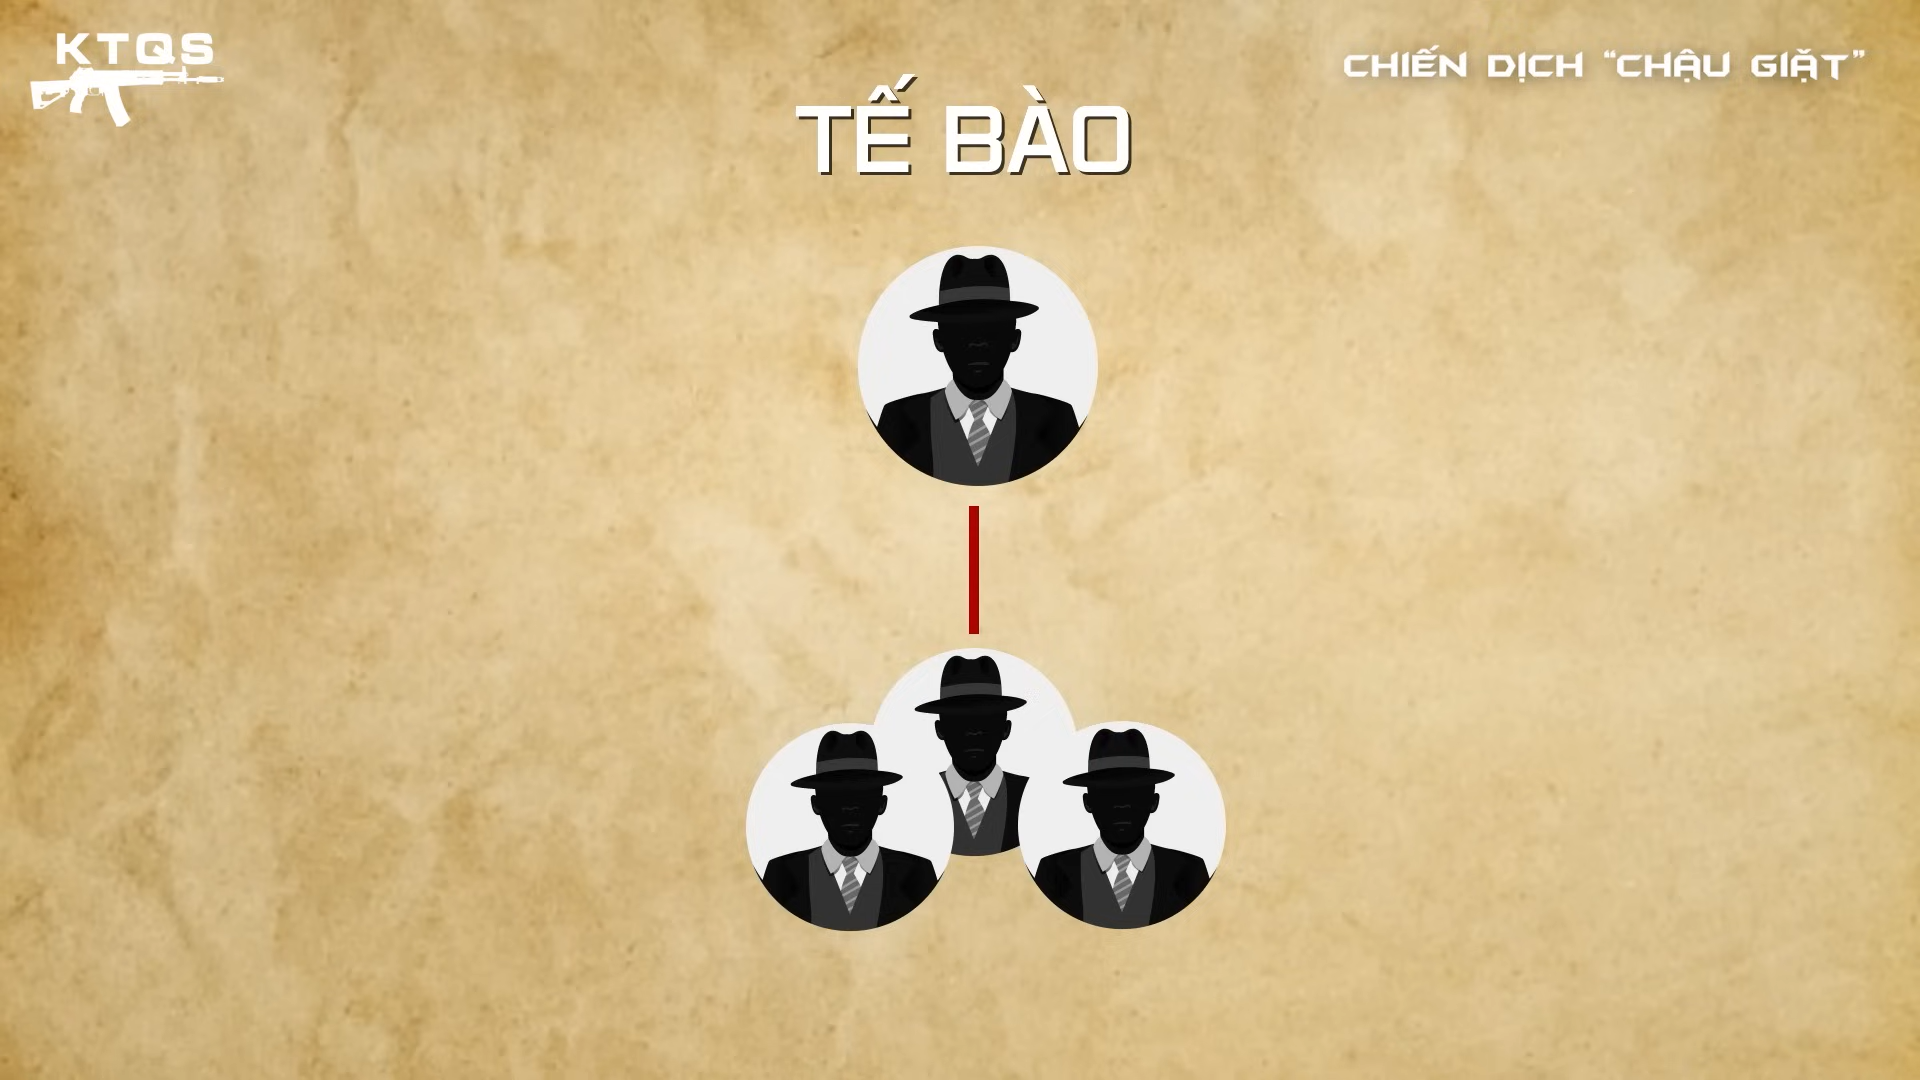 KTQS
CHIẾN DỊCH “CHẬU GIẶT”
TẾ BÀO